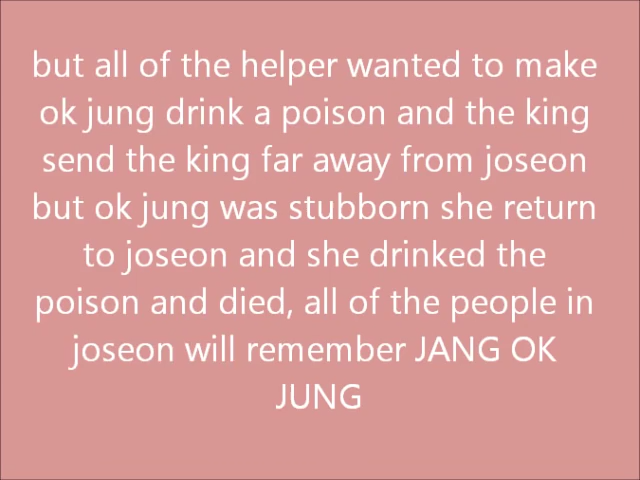 but all of the helper wanted to make
ok jung drink a poison and the king
send the king far away from joseon
but ok jung was stubborn she return
to joseon and she drinked the
poison and died, all of the people in
joseon will remember JANG OK
JUNG